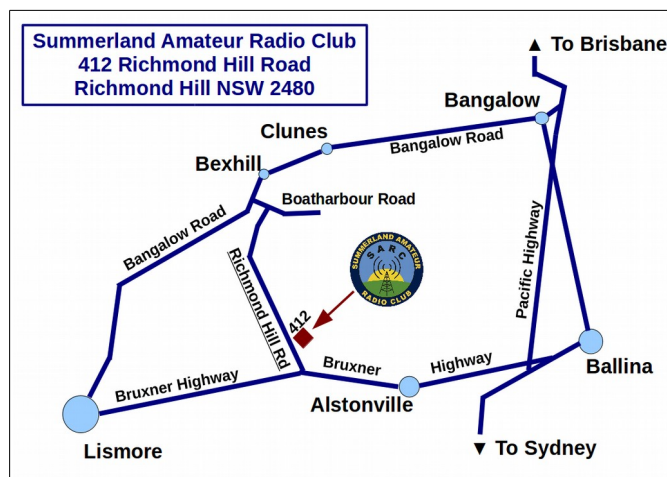 Summerland Amateur Radio Club
412 Richmond Hill Road
Richmond Hill NSW 2480
▲ To Brisbane
Bangalow
Clunes
Bangalow Road
Bexhill
Boatharbour Road
Bangalow Road
SUMMERLAND AMATEUR
SARC
RADIO CLUB
Richmond Hill Rd
412
Pacific Highway
Bruxner Highway
Bruxner
Highway
Ballina
Alstonville
Lismore
▼ To Sydney